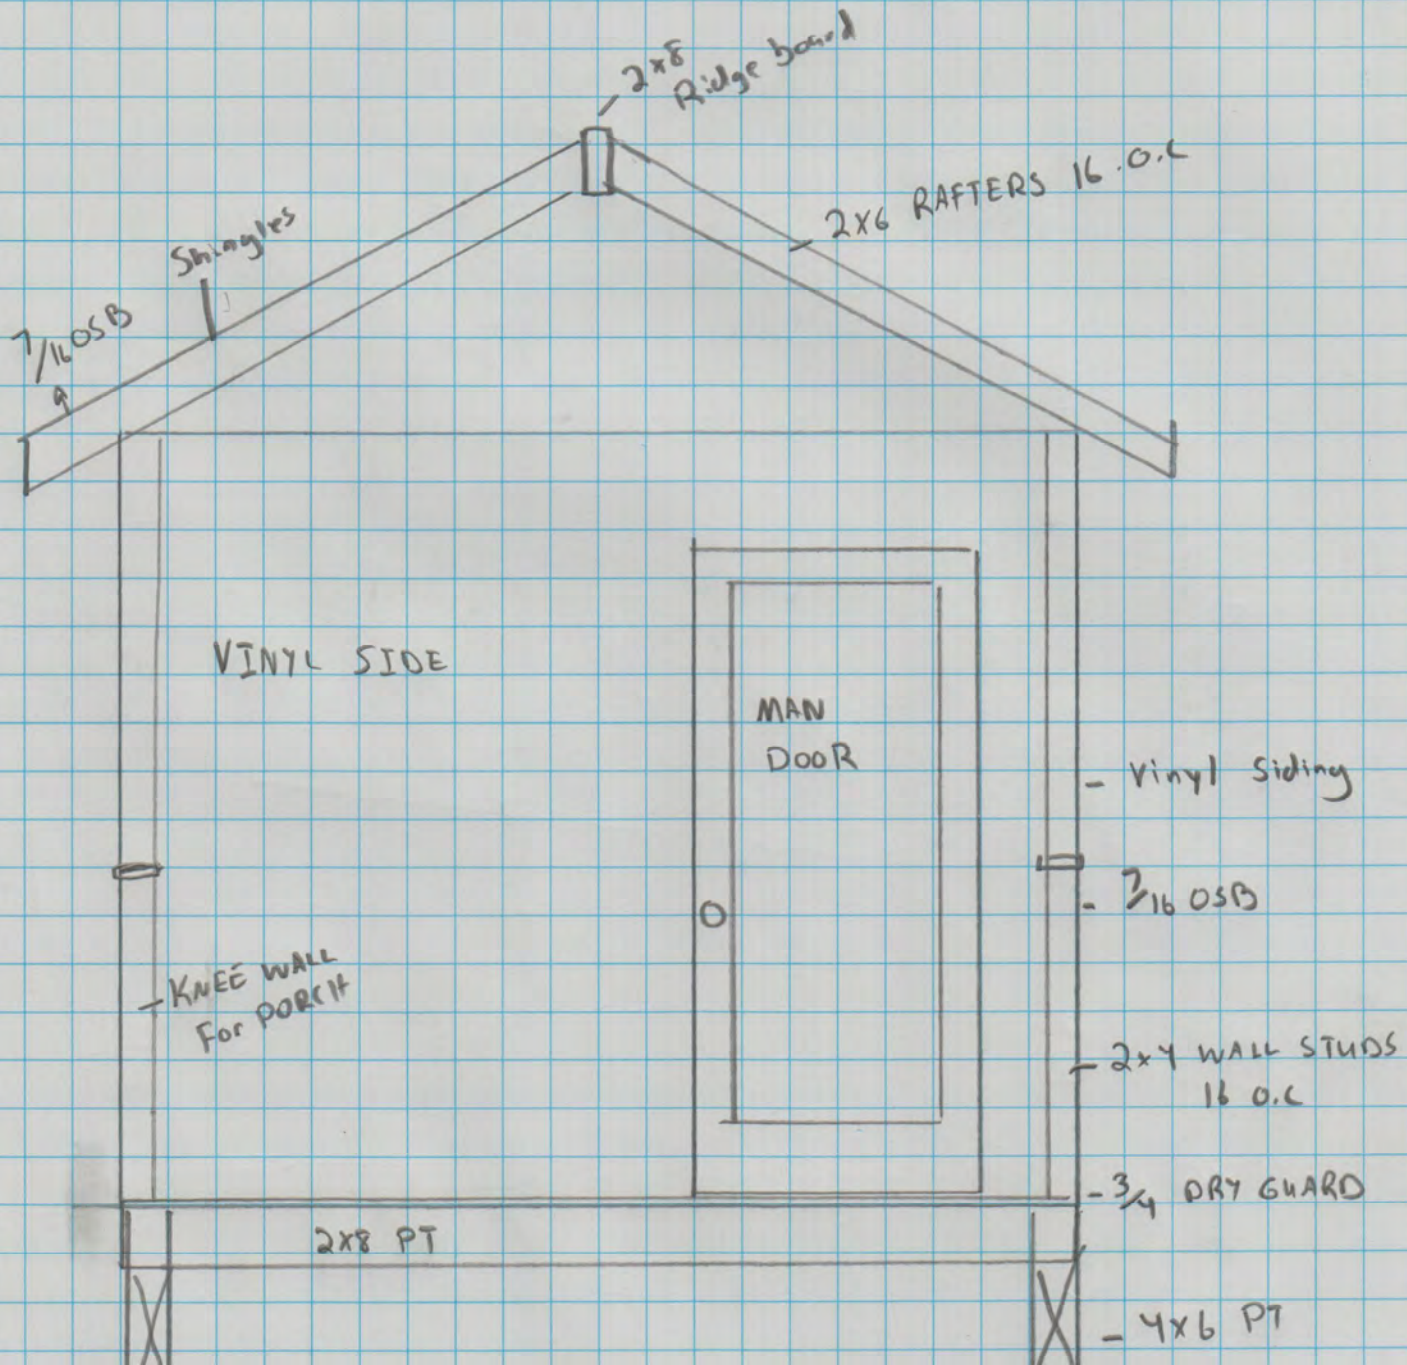 2x8
Ridge board
2x6 RAFTERS 16 .O.C
Shingles
7/16 OSB
VINYL SIDE
MAN
DOOR
- Vinyl Siding
- 7/16 OSB
KNEE WALL
For PORCH
2x4 WALL STUDS
16 O.C
- 3/4 DRY GUARD
2x8 PT
- 4x6 PT